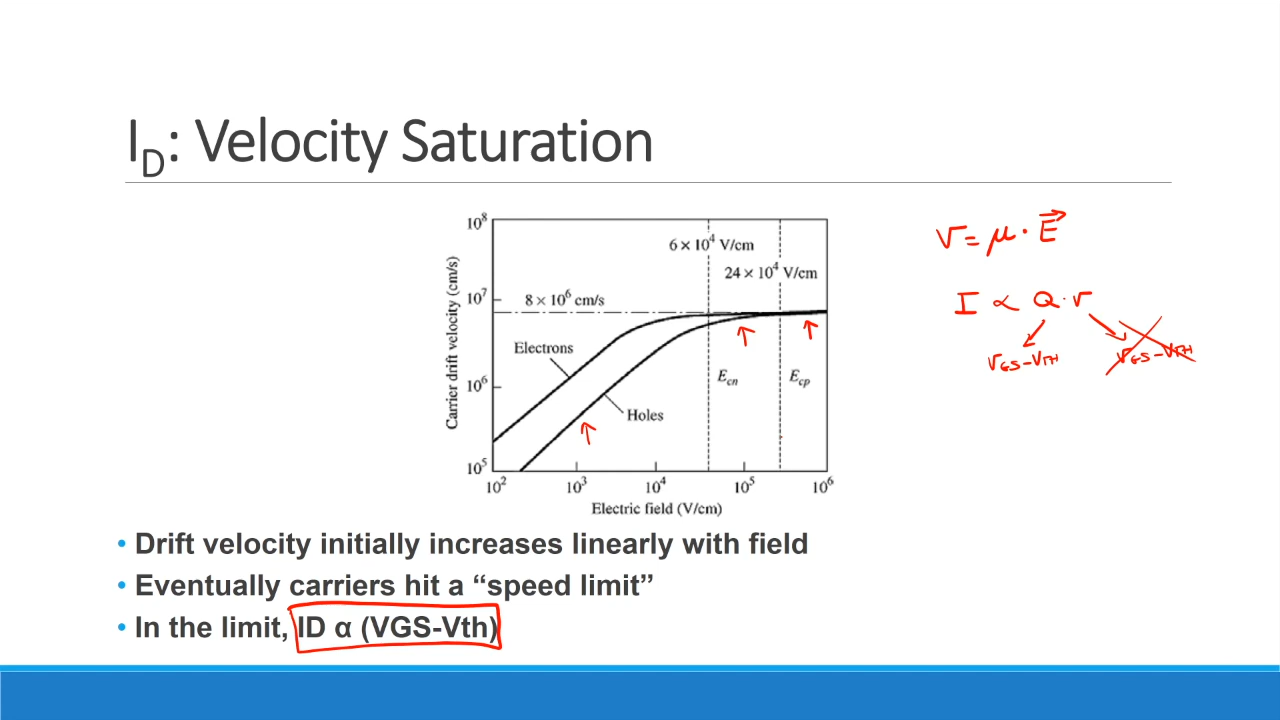 I_D: Velocity Saturation
10^8
6 × 10^4 V/cm
24 × 10^4 V/cm
10^7
8 × 10^6 cm/s
Electrons
10^6
E_cn
E_cp
Holes
10^5
10^2 10^3 10^4 10^5 10^6
Electric field (V/cm)
Carrier drift velocity (cm/s)
v = μ · E
I ∝ Q · v
VGS-VTH
VGS-VTH
• Drift velocity initially increases linearly with field
• Eventually carriers hit a “speed limit”
• In the limit, ID α (VGS-Vth)